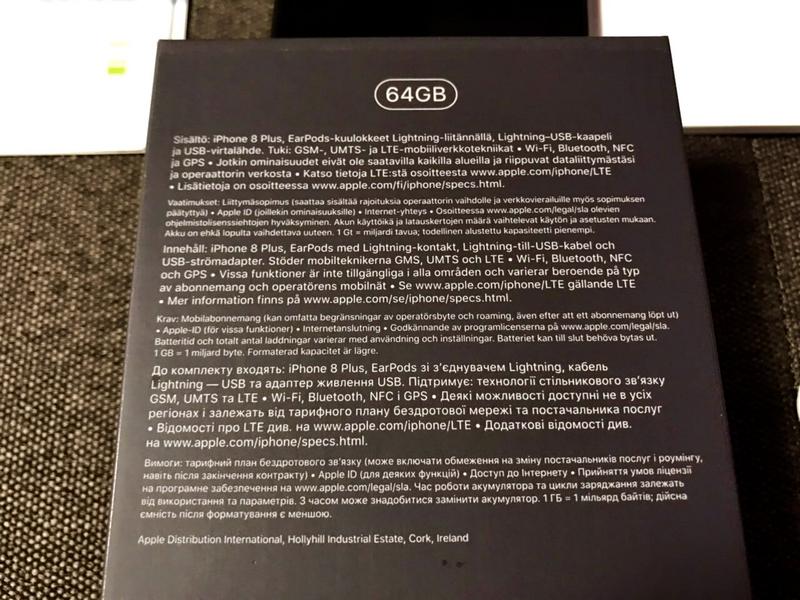 64GB
Sisältö: iPhone 8 Plus, EarPods-kuulokkeet Lightning-liitännällä, Lightning–USB-kaapeli
ja USB-virtalähde. Tuki: GSM-, UMTS- ja LTE-mobiiliverkkotekniikat • Wi-Fi, Bluetooth, NFC
ja GPS • Jotkin ominaisuudet eivät ole saatavilla kaikilla alueilla ja riippuvat dataliittymästäsi
ja operaattorin verkosta • Katso tietoja LTE:stä osoitteesta www.apple.com/iphone/LTE
• Lisätietoja on osoitteessa www.apple.com/fi/iphone/specs.html.
Vaatimukset: Liittymäsopimus (saattaa sisältää rajoituksia operaattorin vaihdolle ja verkkovierailuille myös sopimuksen
päätyttyä) • Apple ID (joillekin ominaisuuksille) • Internet-yhteys • Osoitteessa www.apple.com/legal/sla olevien
ohjelmistolisenssiehtojen hyväksyminen. Akun käyttöikä ja latauskertojen määrä vaihtelevat käytön ja asetusten mukaan.
Akku on ehkä lopulta vaihdettava uuteen. 1 Gt = miljardi tavua; todellinen alustettu kapasiteetti pienempi.
Innehåll: iPhone 8 Plus, EarPods med Lightning-kontakt, Lightning-till-USB-kabel och
USB-strömadapter. Stöder mobilteknikerna GMS, UMTS och LTE • Wi-Fi, Bluetooth, NFC
och GPS • Vissa funktioner är inte tillgängliga i alla områden och varierar beroende på typ
av abonnemang och operatörens mobilnät • Se www.apple.com/iphone/LTE gällande LTE
• Mer information finns på www.apple.com/se/iphone/specs.html.
Krav: Mobilabonnemang (kan omfatta begränsningar av operatörsbyte och roaming, även efter att ett abonnemang löpt ut)
• Apple-ID (för vissa funktioner) • Internetanslutning • Godkännande av programlicenserna på www.apple.com/legal/sla.
Batteritid och totalt antal laddningar varierar med användning och inställningar. Batteriet kan till slut behöva bytas ut.
1 GB = 1 miljard byte. Formaterad kapacitet är lägre.
До комплекту входять: iPhone 8 Plus, EarPods зі з’єднувачем Lightning, кабель
Lightning — USB та адаптер живлення USB. Підтримує: технології стільникового зв’язку
GSM, UMTS та LTE • Wi-Fi, Bluetooth, NFC і GPS • Деякі можливості доступні не в усіх
регіонах і залежать від тарифного плану бездротової мережі та постачальника послуг
• Відомості про LTE див. на www.apple.com/iphone/LTE • Додаткові відомості див.
на www.apple.com/iphone/specs.html.
Вимоги: тарифний план бездротового зв’язку (може включати обмеження на зміну постачальників послуг і роумінгу,
навіть після закінчення контракту) • Apple ID (для деяких функцій) • Доступ до Інтернету • Прийняття умов ліцензії
на програмне забезпечення на www.apple.com/legal/sla. Час роботи акумулятора та цикли заряджання залежать
від використання та параметрів. З часом може знадобитися замінити акумулятор. 1 ГБ = 1 мільярд байтів; дійсна
ємність після форматування є меншою.
Apple Distribution International, Hollyhill Industrial Estate, Cork, Ireland